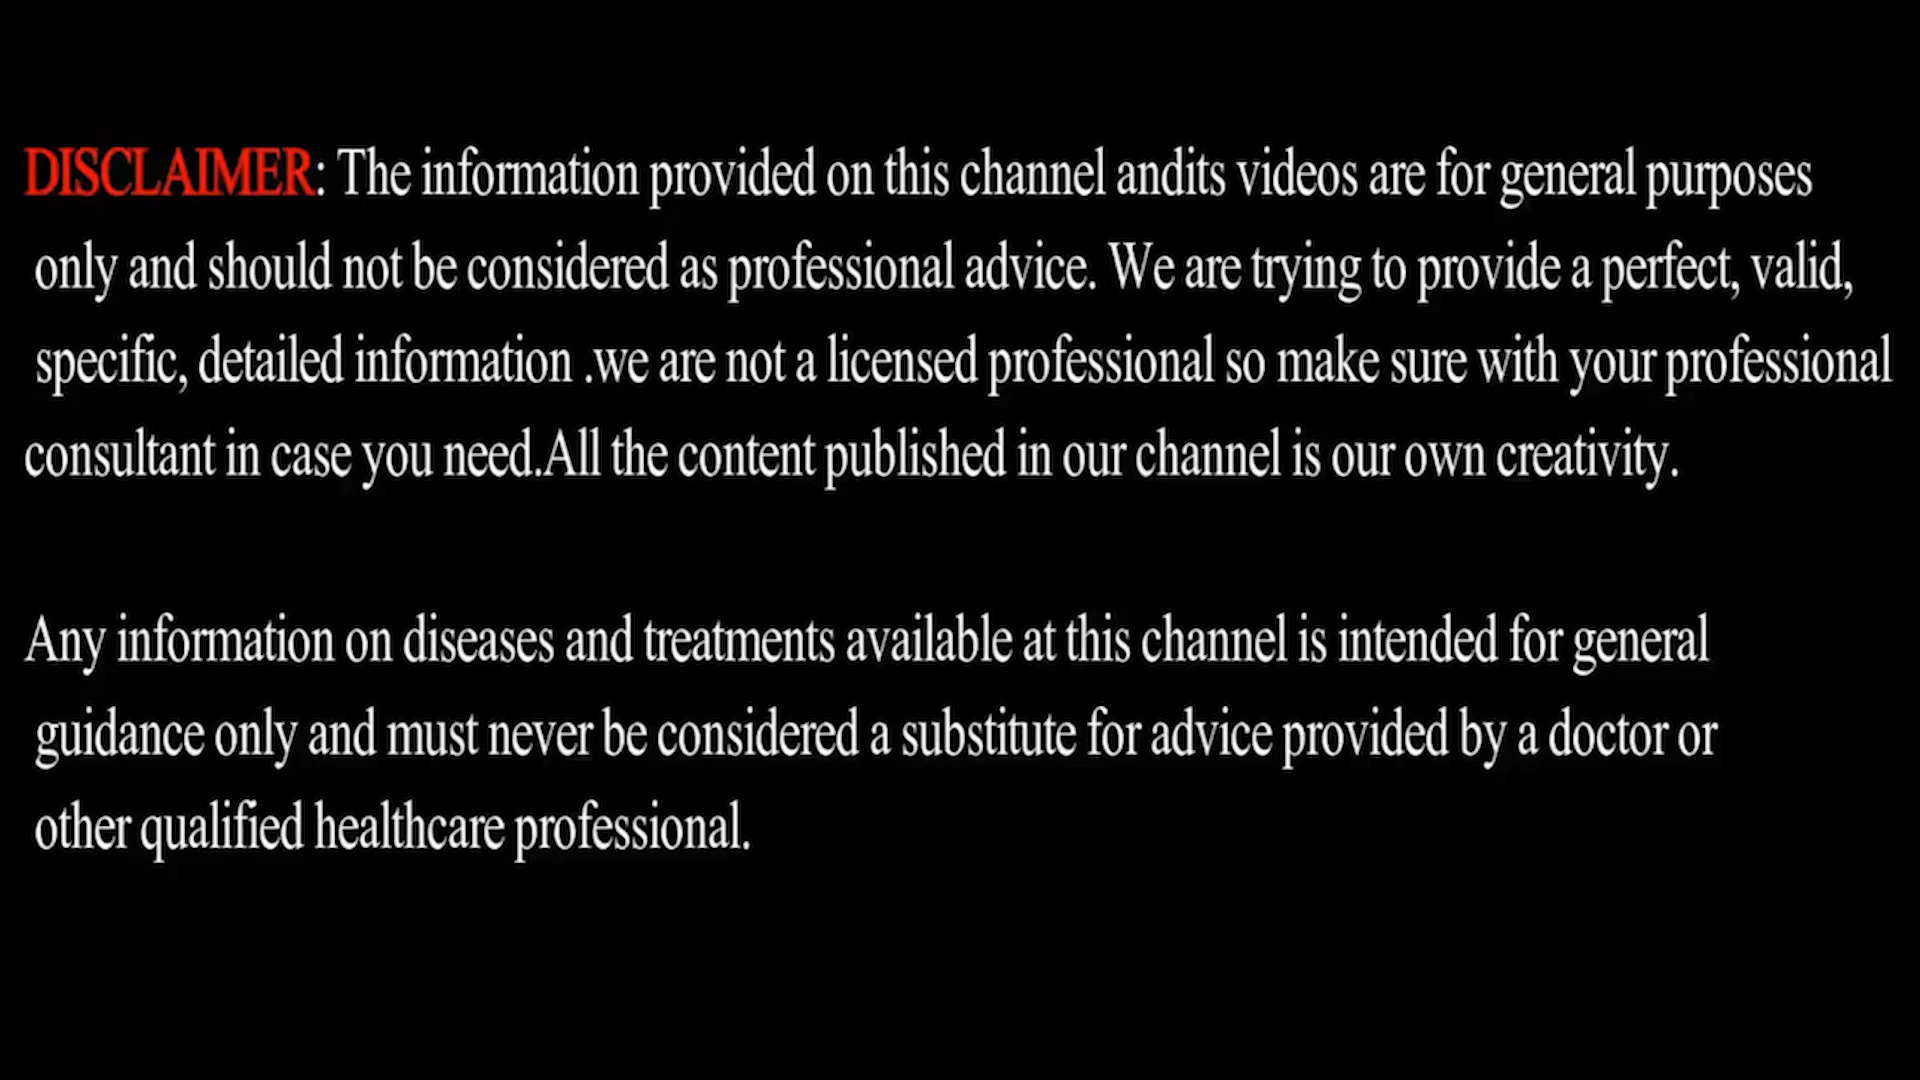 DISCLAIMER: The information provided on this channel andits videos are for general purposes
only and should not be considered as professional advice. We are trying to provide a perfect, valid,
specific, detailed information .we are not a licensed professional so make sure with your professional
consultant in case you need.All the content published in our channel is our own creativity.
Any information on diseases and treatments available at this channel is intended for general
guidance only and must never be considered a substitute for advice provided by a doctor or
other qualified healthcare professional.